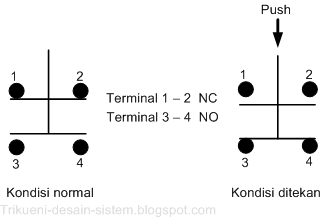 Push
1 2
1 2
Terminal 1 – 2 NC
Terminal 3 – 4 NO
3 4
3 4
Kondisi normal
Kondisi ditekan
Trikueni-desain-sistem.blogspot.com